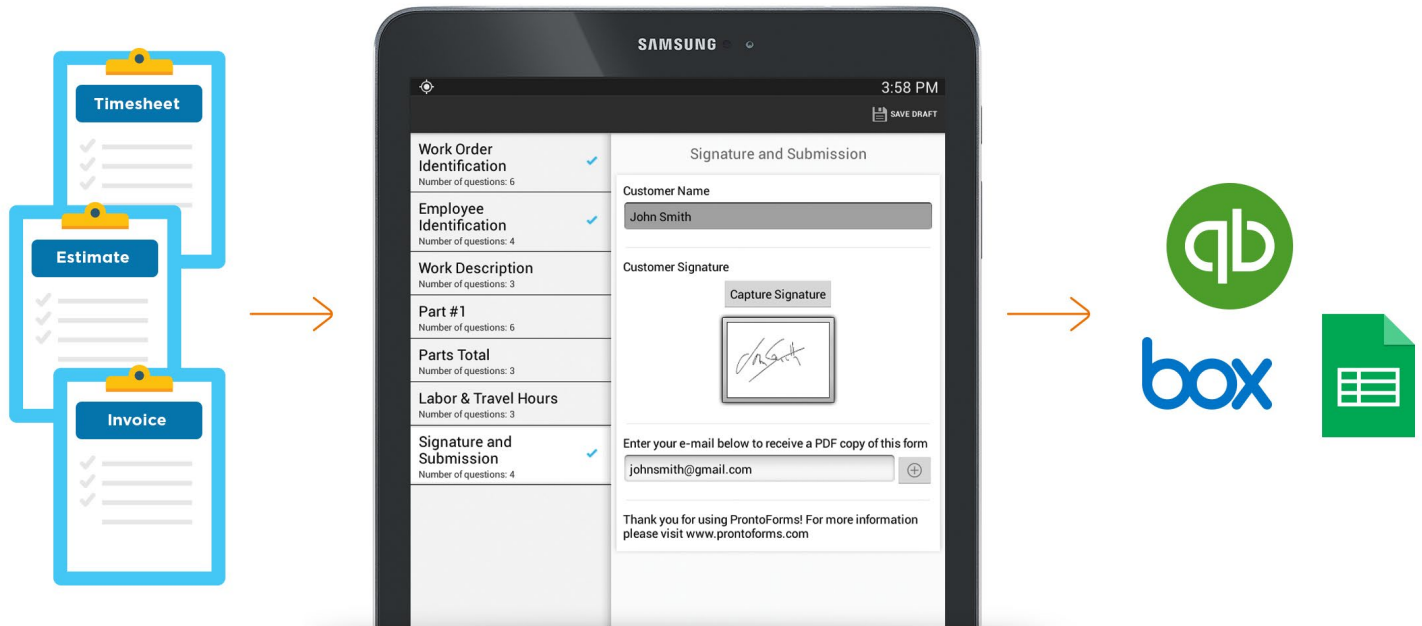 Timesheet
Estimate
Invoice
SAMSUNG
3:58 PM
SAVE DRAFT
Work Order
Identification
Number of questions: 6
Employee
Identification
Number of questions: 4
Work Description
Number of questions: 3
Part #1
Number of questions: 6
Parts Total
Number of questions: 3
Labor & Travel Hours
Number of questions: 3
Signature and
Submission
Number of questions: 4
Signature and Submission
Customer Name
John Smith
Customer Signature
Capture Signature
Enter your e-mail below to receive a PDF copy of this form
johnsmith@gmail.com
Thank you for using ProntoForms! For more information
please visit www.prontoforms.com
qb
box